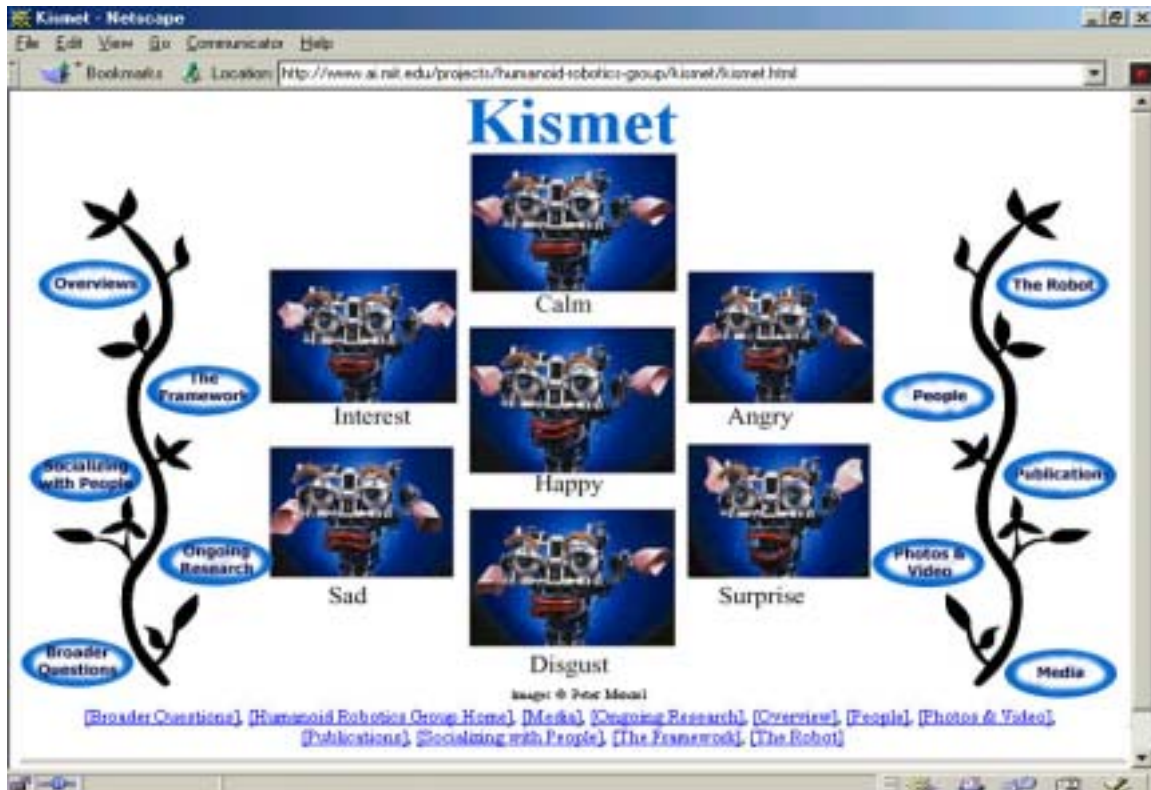 Kismet - Netscape
File Edit View Go Communicator Help
Bookmarks Location http://www.ai.mit.edu/projects/humanoid-robotics-group/kismet/kismet.html
Kismet
Calm
Interest
Angry
Happy
Sad
Surprise
Disgust
Overviews
The
Framework
Socializing
with People
Ongoing
Research
Broader
Questions
The Robot
People
Publications
Photos &
Video
Media
Images © Peter Menzel
[Broader Questions], [Humanoid Robotics Group Home], [Media], [Ongoing Research], [Overview], [People], [Photos & Video],
[Publications], [Socializing with People], [The Framework], [The Robot]